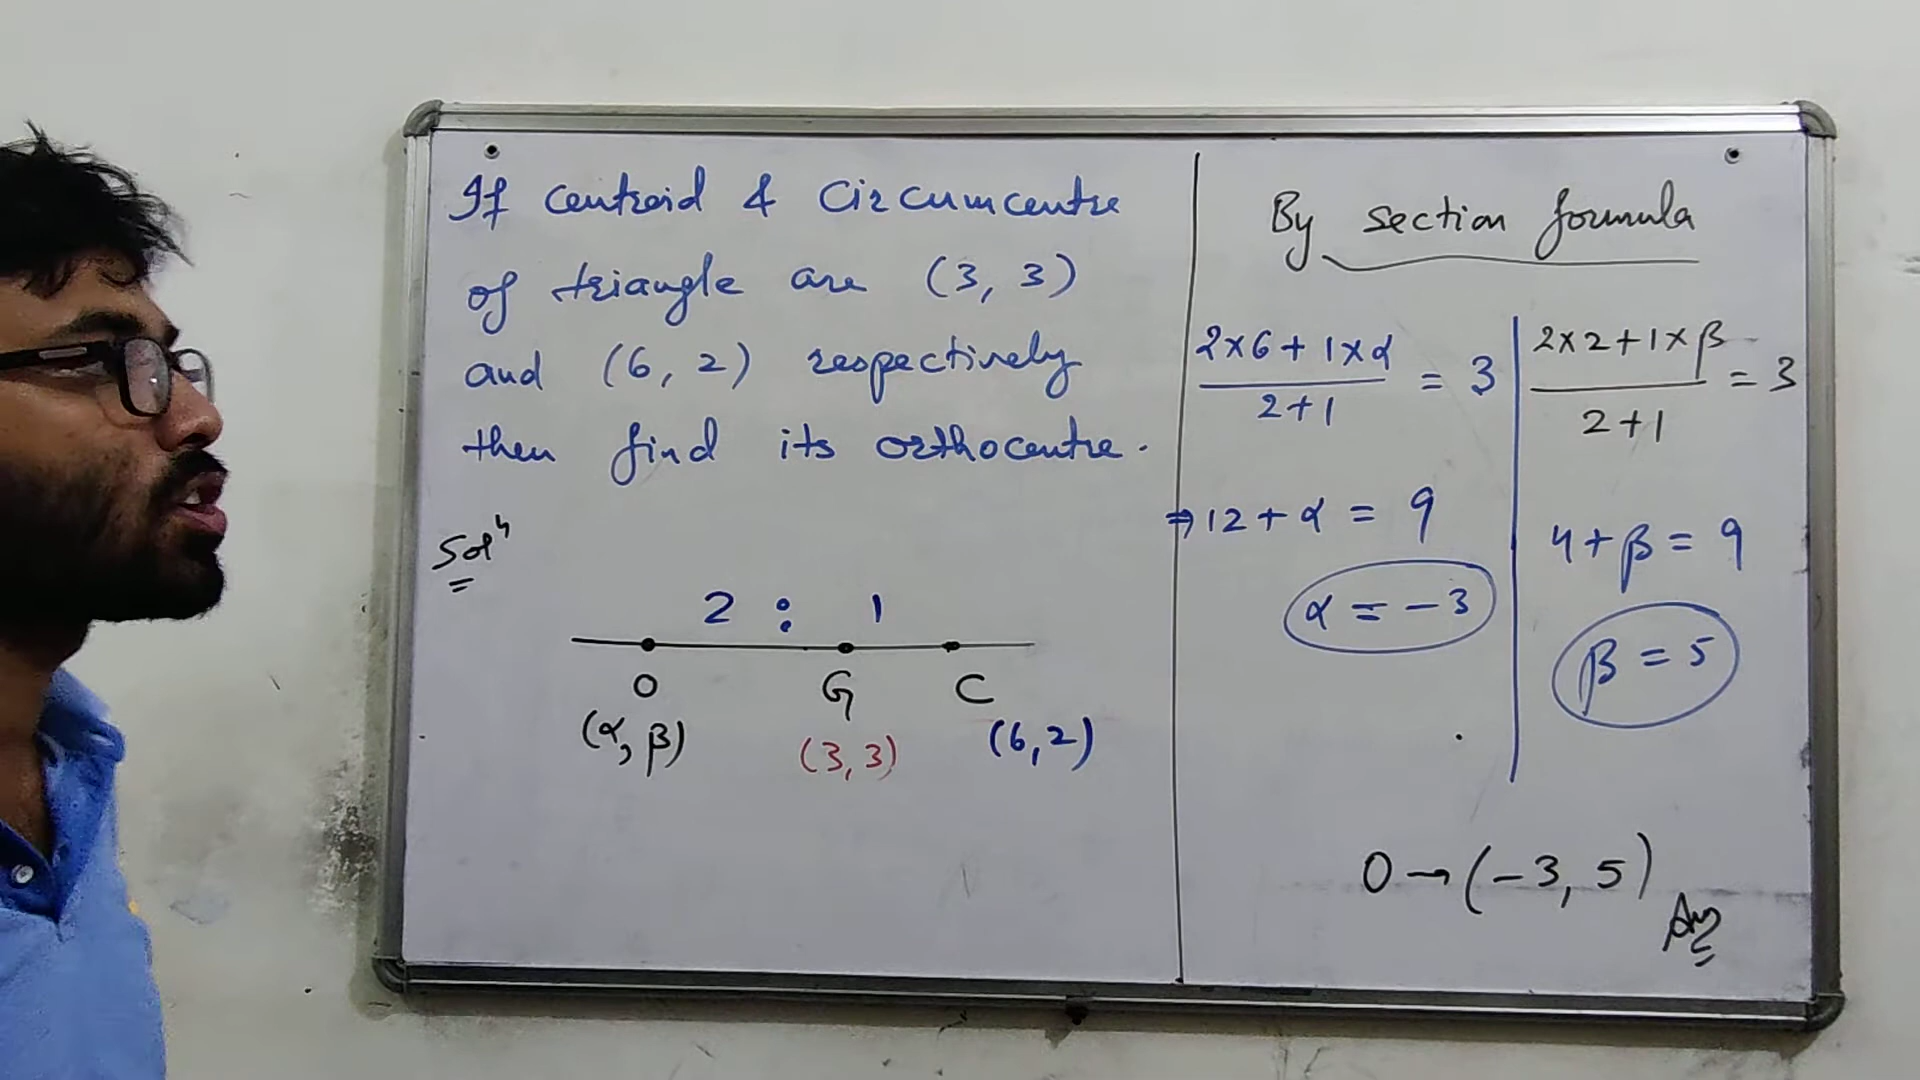 If centroid & Circumcentre
of triangle are (3, 3)
and (6, 2) respectively
then find its orthocentre.
Solⁿ
2 : 1
O G C
(α, β) (3, 3) (6, 2)
By section formula
2×6 + 1×α
2+1
= 3
⇒ 12 + α = 9
α = -3
2×2+1×β
2+1
= 3
4+β = 9
β = 5
O → (-3, 5)
Ans